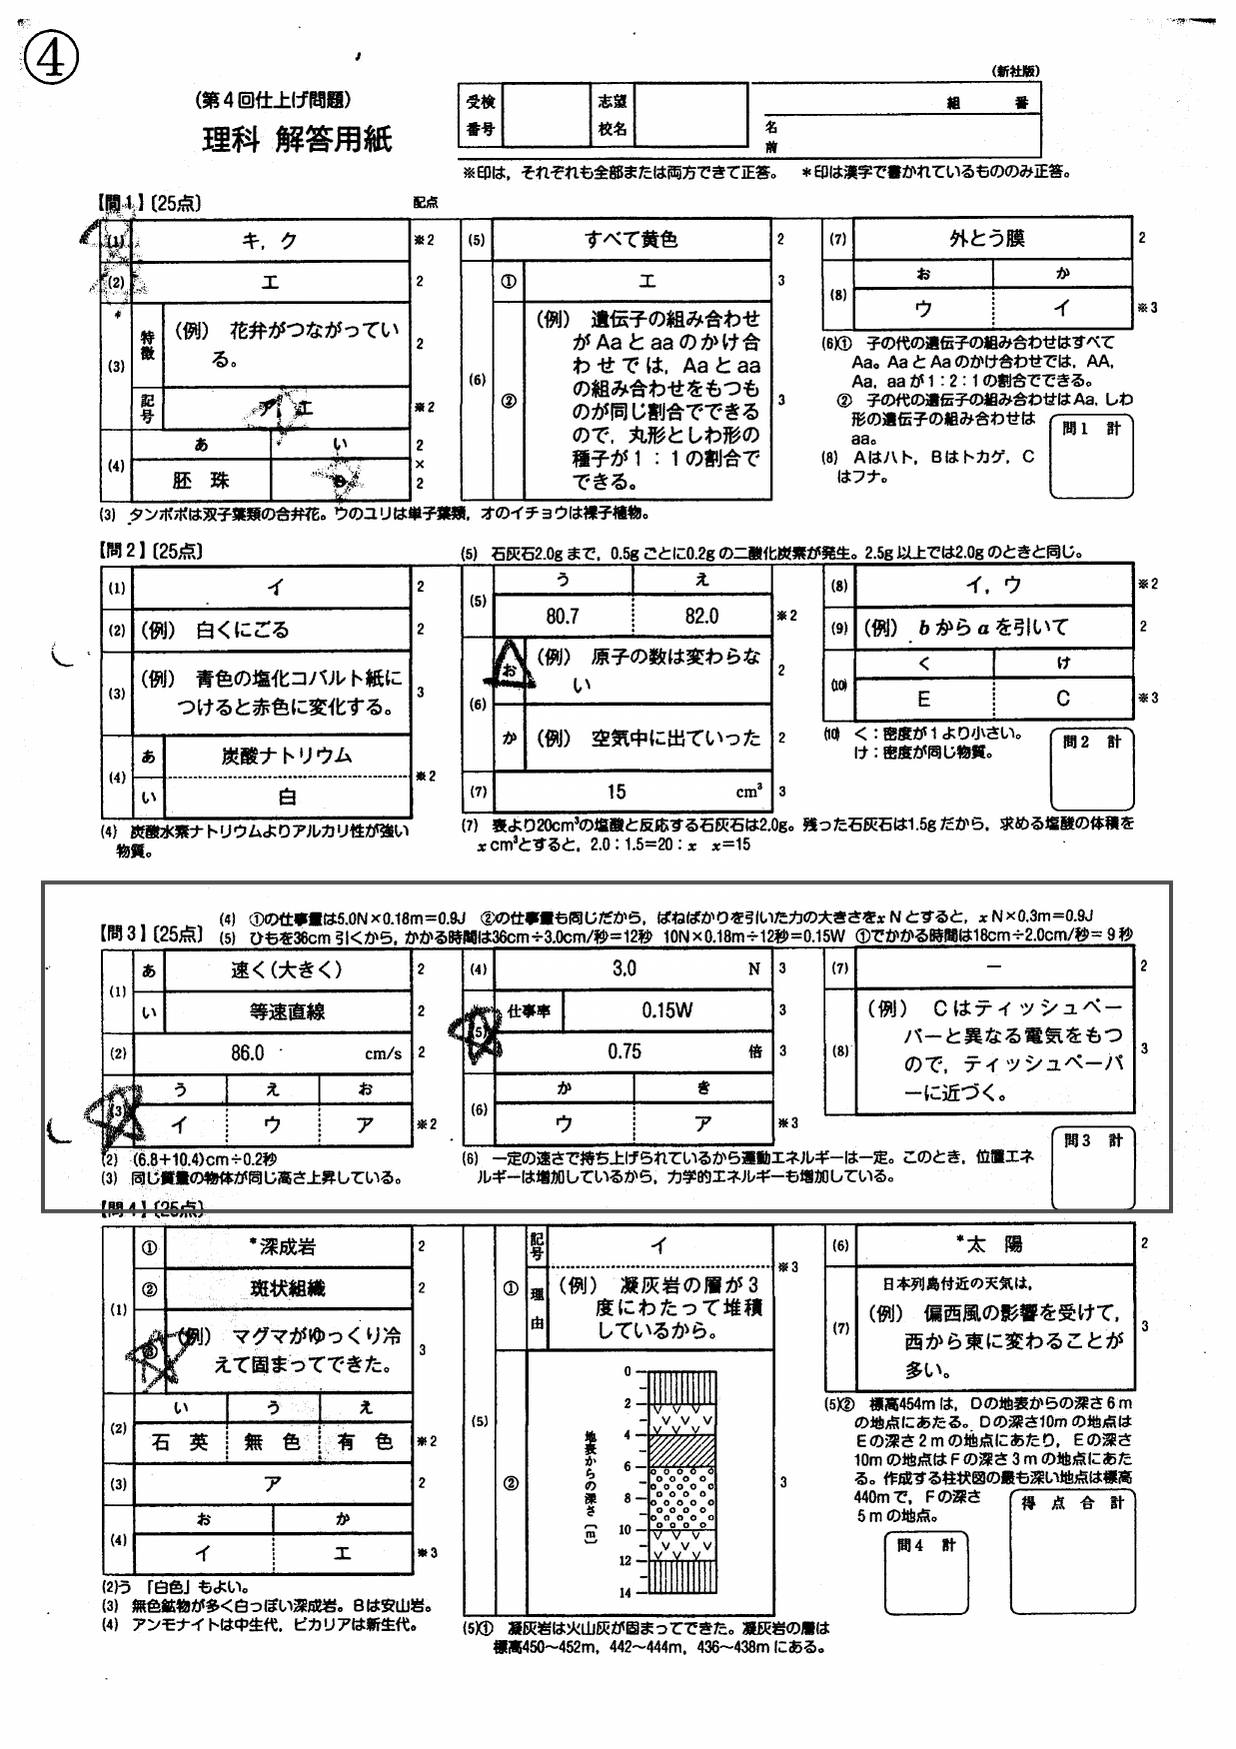 ④
(新社版)
(第4回仕上げ問題)
理科 解答用紙
受検番号
志望校名
組 番
名前
※印は，それぞれも全部または両方できて正答。 ＊印は漢字で書かれているもののみ正答。
【問1】〔25点〕 配点
(1) キ，ク ※2
(2) エ 2
(3) 特徴 (例) 花弁がつながってい
る。 2
記号 ア，エ ※2
(4) あ い 2
胚珠 × 2
(3) タンポポは双子葉類の合弁花。ウのユリは単子葉類，オのイチョウは裸子植物。
(5) すべて黄色 2
(6) ① エ 3
② (例) 遺伝子の組み合わせ
がAaとaaのかけ合
わせでは，Aaとaa
の組み合わせをもつも
のが同じ割合でできる
ので，丸形としわ形の
種子が1：1の割合で
できる。 3
(7) 外とう膜 2
(8) お か
ウ イ ※3
(6)① 子の代の遺伝子の組み合わせはすべて
Aa。AaとAaのかけ合わせでは，AA，
Aa，aaが1：2：1の割合でできる。
② 子の代の遺伝子の組み合わせはAa，しわ
形の遺伝子の組み合わせは
aa。
(8) Aはハト，Bはトカゲ，C
はフナ。
問1 計
【問2】〔25点〕
(1) イ 2
(2) (例) 白くにごる 2
(3) (例) 青色の塩化コバルト紙に
つけると赤色に変化する。 3
(4) あ 炭酸ナトリウム
い 白 ※2
(4) 炭酸水素ナトリウムよりアルカリ性が強い
物質。
(5) 石灰石2.0gまで，0.5gごとに0.2gの二酸化炭素が発生。2.5g以上では2.0gのときと同じ。
(5) う え
80.7 82.0 ※2
(6) お (例) 原子の数は変わらな
い 2
か (例) 空気中に出ていった 2
(7) 15 cm³ 3
(7) 表より20cm³の塩酸と反応する石灰石は2.0g。残った石灰石は1.5gだから，求める塩酸の体積を
x cm³とすると，2.0：1.5＝20：x x＝15
(8) イ，ウ ※2
(9) (例) bからaを引いて 2
(10) く け
E C ※3
(10) く：密度が1より小さい。
け：密度が同じ物質。
問2 計
【問3】〔25点〕
(4) ①の仕事量は5.0N×0.18m＝0.9J ②の仕事量も同じだから，ばねばかりを引いた力の大きさをx Nとすると，x N×0.3m＝0.9J
(5) ひもを36cm引くから，かかる時間は36cm÷3.0cm/秒＝12秒 10N×0.18m÷12秒＝0.15W ①でかかる時間は18cm÷2.0cm/秒＝9秒
(1) あ 速く(大きく) 2
い 等速直線 2
(2) 86.0 cm/s 2
(3) う え お
イ ウ ア ※2
(2) (6.8＋10.4)cm÷0.2秒
(3) 同じ質量の物体が同じ高さ上昇している。
(4) 3.0 N 3
(5) 仕事率 0.15W 3
0.75 倍 3
(6) か き
ウ ア ※3
(6) 一定の速さで持ち上げられているから運動エネルギーは一定。このとき，位置エネ
ルギーは増加しているから，力学的エネルギーも増加している。
(7) － 2
(8) (例) Cはティッシュペー
パーと異なる電気をもつ
ので，ティッシュペーパ
ーに近づく。 3
問3 計
【問4】〔25点〕
(1) ① ＊深成岩 2
② 斑状組織 2
③ (例) マグマがゆっくり冷
えて固まってできた。 3
(2) い う え
石英 無色 有色 ※2
(3) ア 2
(4) お か
イ エ ※3
(2)う 「白色」もよい。
(3) 無色鉱物が多く白っぽい深成岩。Bは安山岩。
(4) アンモナイトは中生代，ビカリアは新生代。
(5) ① 記号 イ
理由 (例) 凝灰岩の層が3
度にわたって堆積
しているから。 ※3
② 地表からの深さ〔m〕
0
2
4
6
8
10
12
14
3
(5)① 凝灰岩は火山灰が固まってできた。凝灰岩の層は
標高450～452m，442～444m，436～438mにある。
(6) ＊太陽 2
(7) 日本列島付近の天気は，
(例) 偏西風の影響を受けて，
西から東に変わることが
多い。 3
(5)② 標高454mは，Dの地表からの深さ6m
の地点にあたる。Dの深さ10mの地点は
Eの深さ2mの地点にあたり，Eの深さ
10mの地点はFの深さ3mの地点にあた
る。作成する柱状図の最も深い地点は標高
440mで，Fの深さ
5mの地点。
問4 計
得点合計